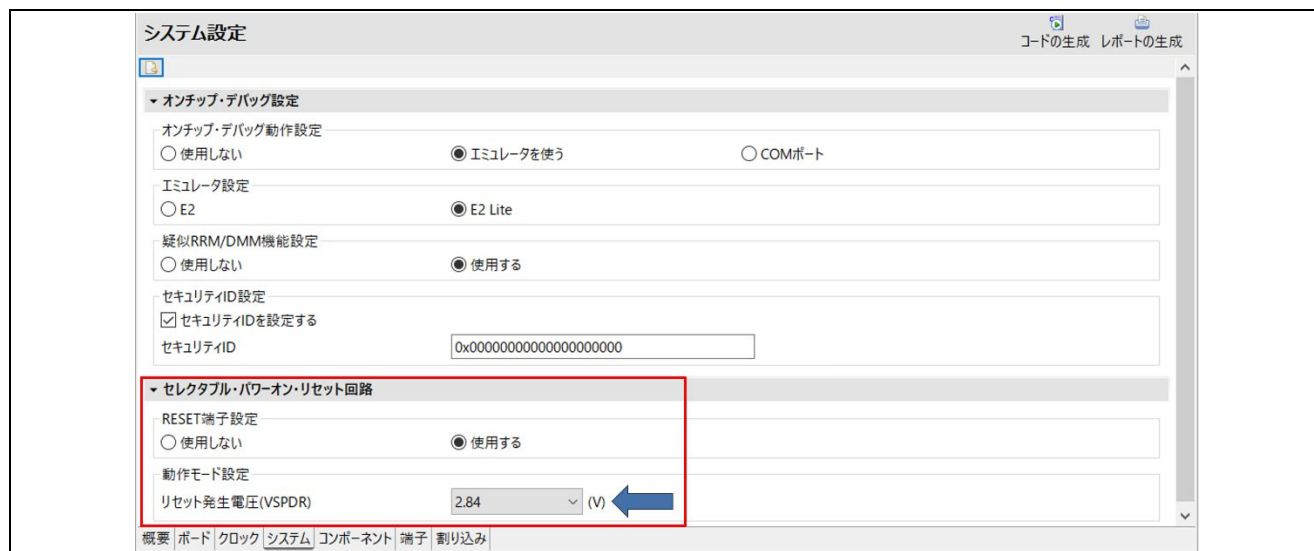 システム設定
コードの生成 レポートの生成
オンチップ・デバッグ設定
オンチップ・デバッグ動作設定
使用しない エミュレータを使う COMポート
エミュレータ設定
E2 E2 Lite
疑似RRM/DMM機能設定
使用しない 使用する
セキュリティID設定
セキュリティIDを設定する
セキュリティID 0x00000000000000000000
セレクタブル・パワーオン・リセット回路
RESET端子設定
使用しない 使用する
動作モード設定
リセット発生電圧(VSPDR) 2.84 (V)
概要 ボード クロック システム コンポーネント 端子 割り込み